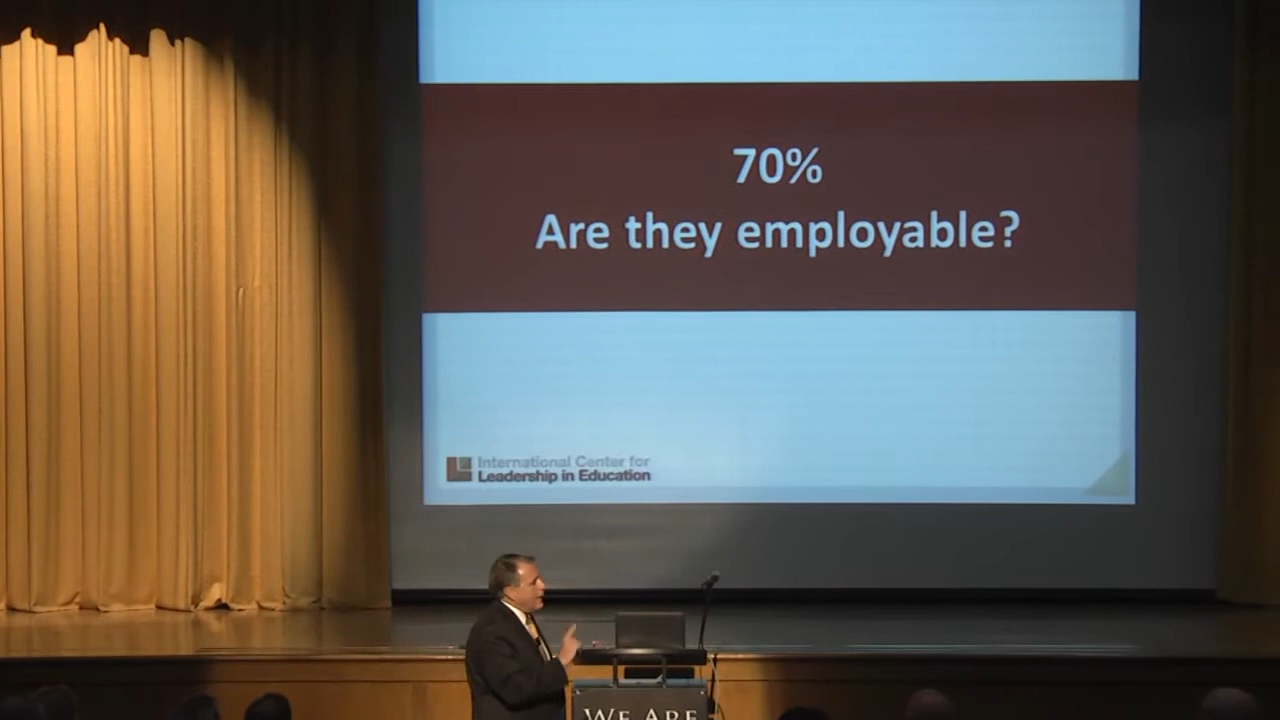 70%
Are they employable?
International Center for
Leadership in Education
WE ARE